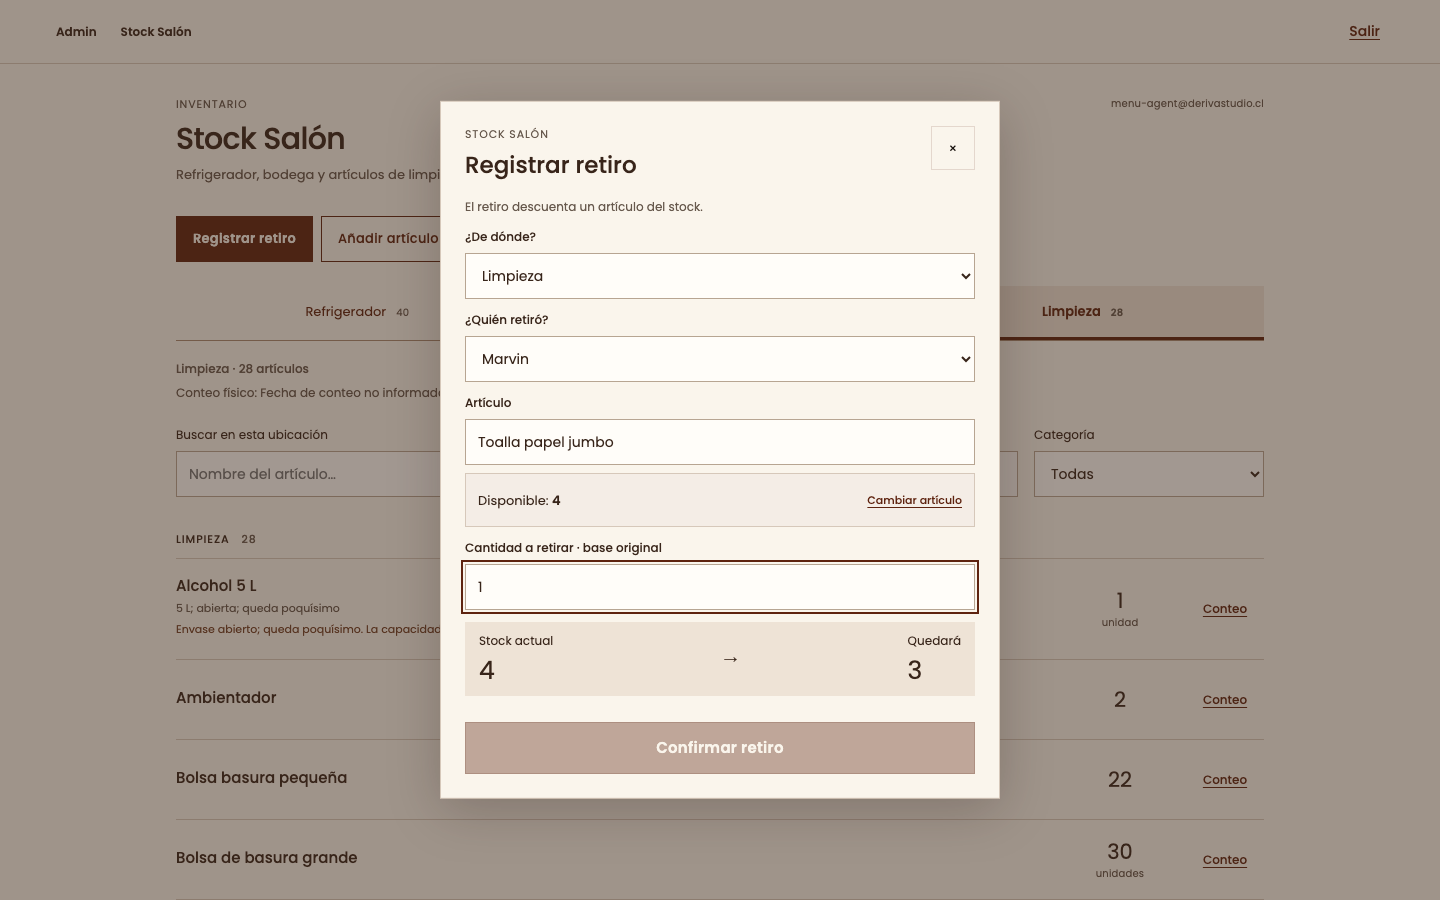 Admin Stock Salón Salir
INVENTARIO
menu-agent@derivastudio.cl
Stock Salón
Refrigerador, bodega y artículos de limpi
Registrar retiro Añadir artículo
Refrigerador 40
Limpieza 28
Limpieza · 28 artículos
Conteo físico: Fecha de conteo no informad
Buscar en esta ubicación
Categoría
Nombre del artículo...
Todas
LIMPIEZA 28
Alcohol 5 L
5 L; abierta; queda poquísimo
Envase abierto; queda poquísimo. La capacidad
1
unidad
Conteo
Ambientador
2
Conteo
Bolsa basura pequeña
22
Conteo
Bolsa de basura grande
30
unidades
Conteo
STOCK SALÓN
Registrar retiro
×
El retiro descuenta un artículo del stock.
¿De dónde?
Limpieza
¿Quién retiró?
Marvin
Artículo
Toalla papel jumbo
Disponible: 4 Cambiar artículo
Cantidad a retirar · base original
1
Stock actual
4
→
Quedará
3
Confirmar retiro